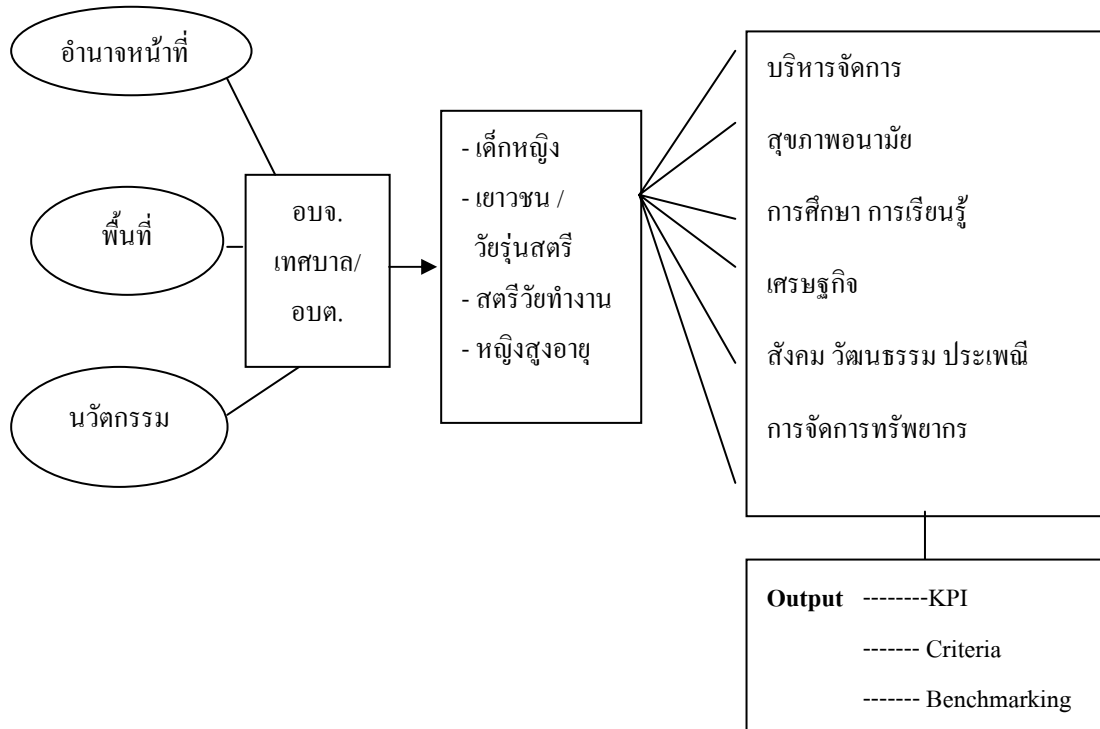 อำนาจหน้าที่
พื้นที่
นวัตกรรม
อบจ.
เทศบาล/
อบต.
- เด็กหญิง
- เยาวชน /
วัยรุ่นสตรี
- สตรีวัยทำงาน
- หญิงสูงอายุ
บริหารจัดการ
สุขภาพอนามัย
การศึกษา การเรียนรู้
เศรษฐกิจ
สังคม วัฒนธรรม ประเพณี
การจัดการทรัพยากร
Output --------KPI
------- Criteria
------- Benchmarking